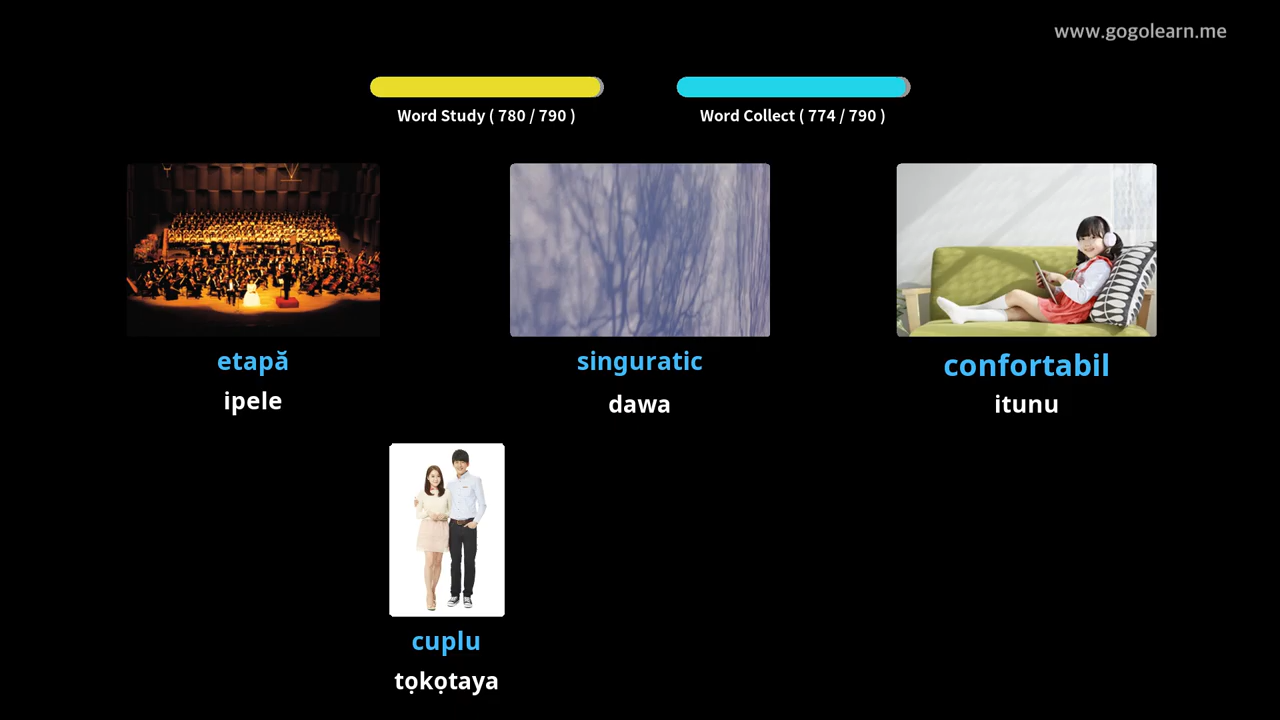 www.gogolearn.me
Word Study ( 780 / 790 )
Word Collect ( 774 / 790 )
etapă
ipele
singuratic
dawa
confortabil
itunu
cuplu
tọkọtaya